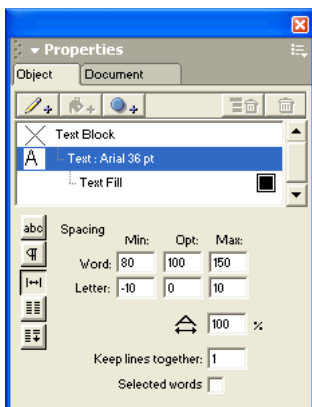 Properties
Object Document
Text Block
A Text : Arial 36 pt
Text Fill
abc Spacing
Min: Opt: Max:
Word: 80 100 150
Letter: -10 0 10
100 %
Keep lines together: 1
Selected words